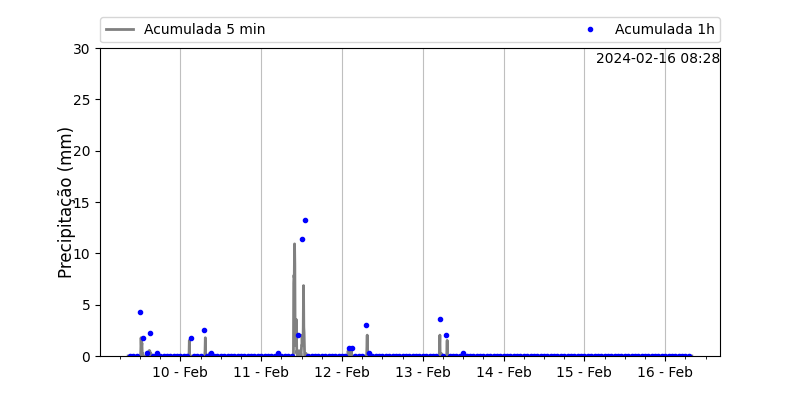 Acumulada 5 min
Acumulada 1h
2024-02-16 08:28
Precipitação (mm)
30
25
20
15
10
5
0
10 - Feb
11 - Feb
12 - Feb
13 - Feb
14 - Feb
15 - Feb
16 - Feb